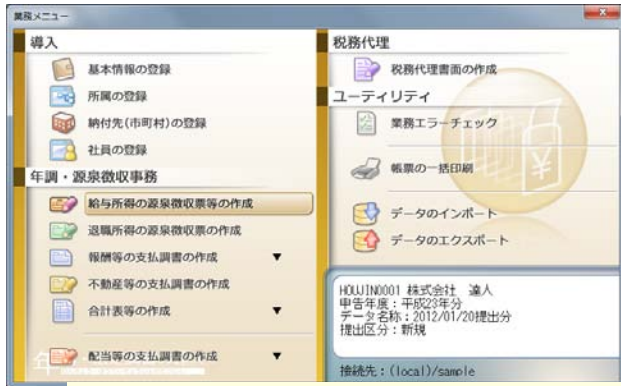 業務メニュー
導入
基本情報の登録
所属の登録
納付先(市町村)の登録
社員の登録
年調・源泉徴収事務
給与所得の源泉徴収票等の作成
退職所得の源泉徴収票の作成
報酬等の支払調書の作成 ▼
不動産等の支払調書の作成
合計表等の作成 ▼
配当等の支払調書の作成 ▼
税務代理
税務代理書面の作成
ユーティリティ
業務エラーチェック
帳票の一括印刷
データのインポート
データのエクスポート
HOUJIN0001 株式会社 達人
申告年度:平成23年分
データ名称:2012/01/20提出分
提出区分:新規
接続先:(local)/sample